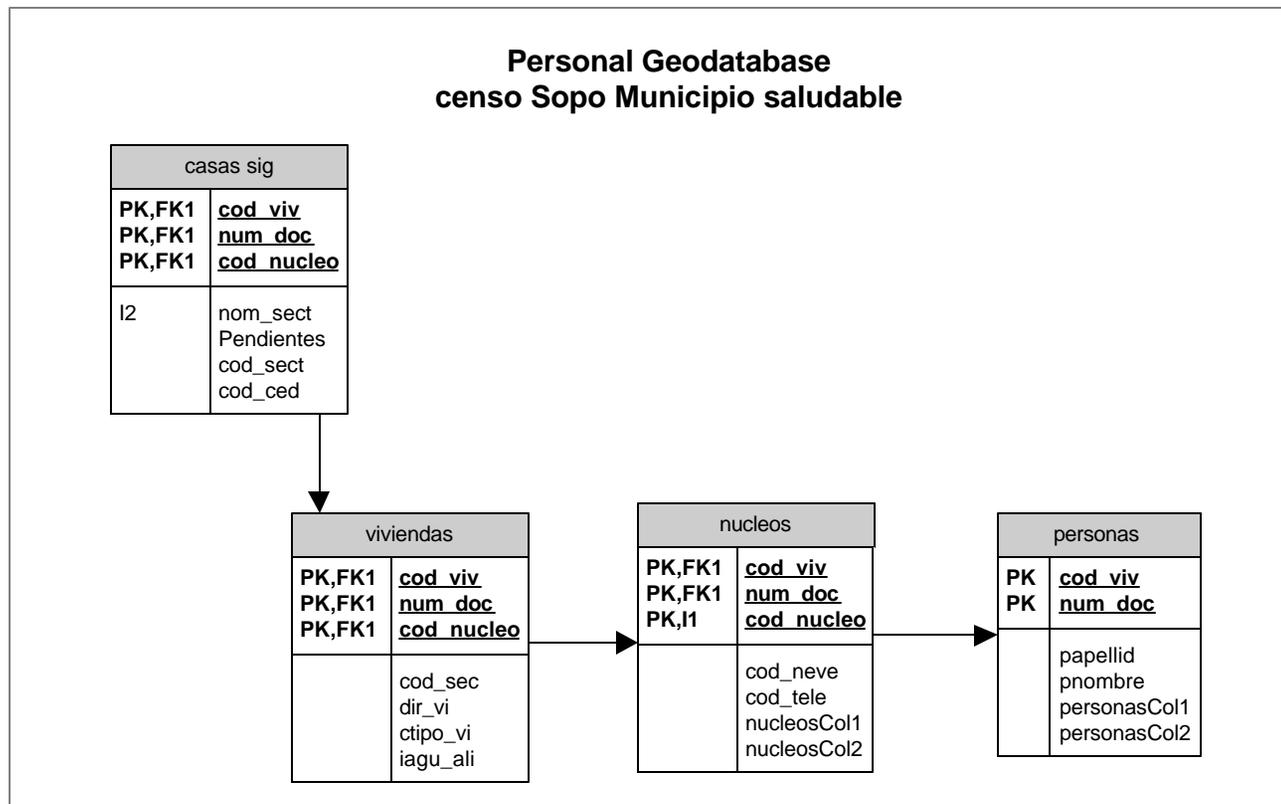 Personal Geodatabase
censo Sopo Municipio saludable
casas sig
PK,FK1 cod_viv
PK,FK1 num_doc
PK,FK1 cod_nucleo
I2 nom_sect
Pendientes
cod_sect
cod_ced
viviendas
PK,FK1 cod_viv
PK,FK1 num_doc
PK,FK1 cod_nucleo
cod_sec
dir_vi
ctipo_vi
iagu_ali
nucleos
PK,FK1 cod_viv
PK,FK1 num_doc
PK,I1 cod_nucleo
cod_neve
cod_tele
nucleosCol1
nucleosCol2
personas
PK cod_viv
PK num_doc
papellid
pnombre
personasCol1
personasCol2